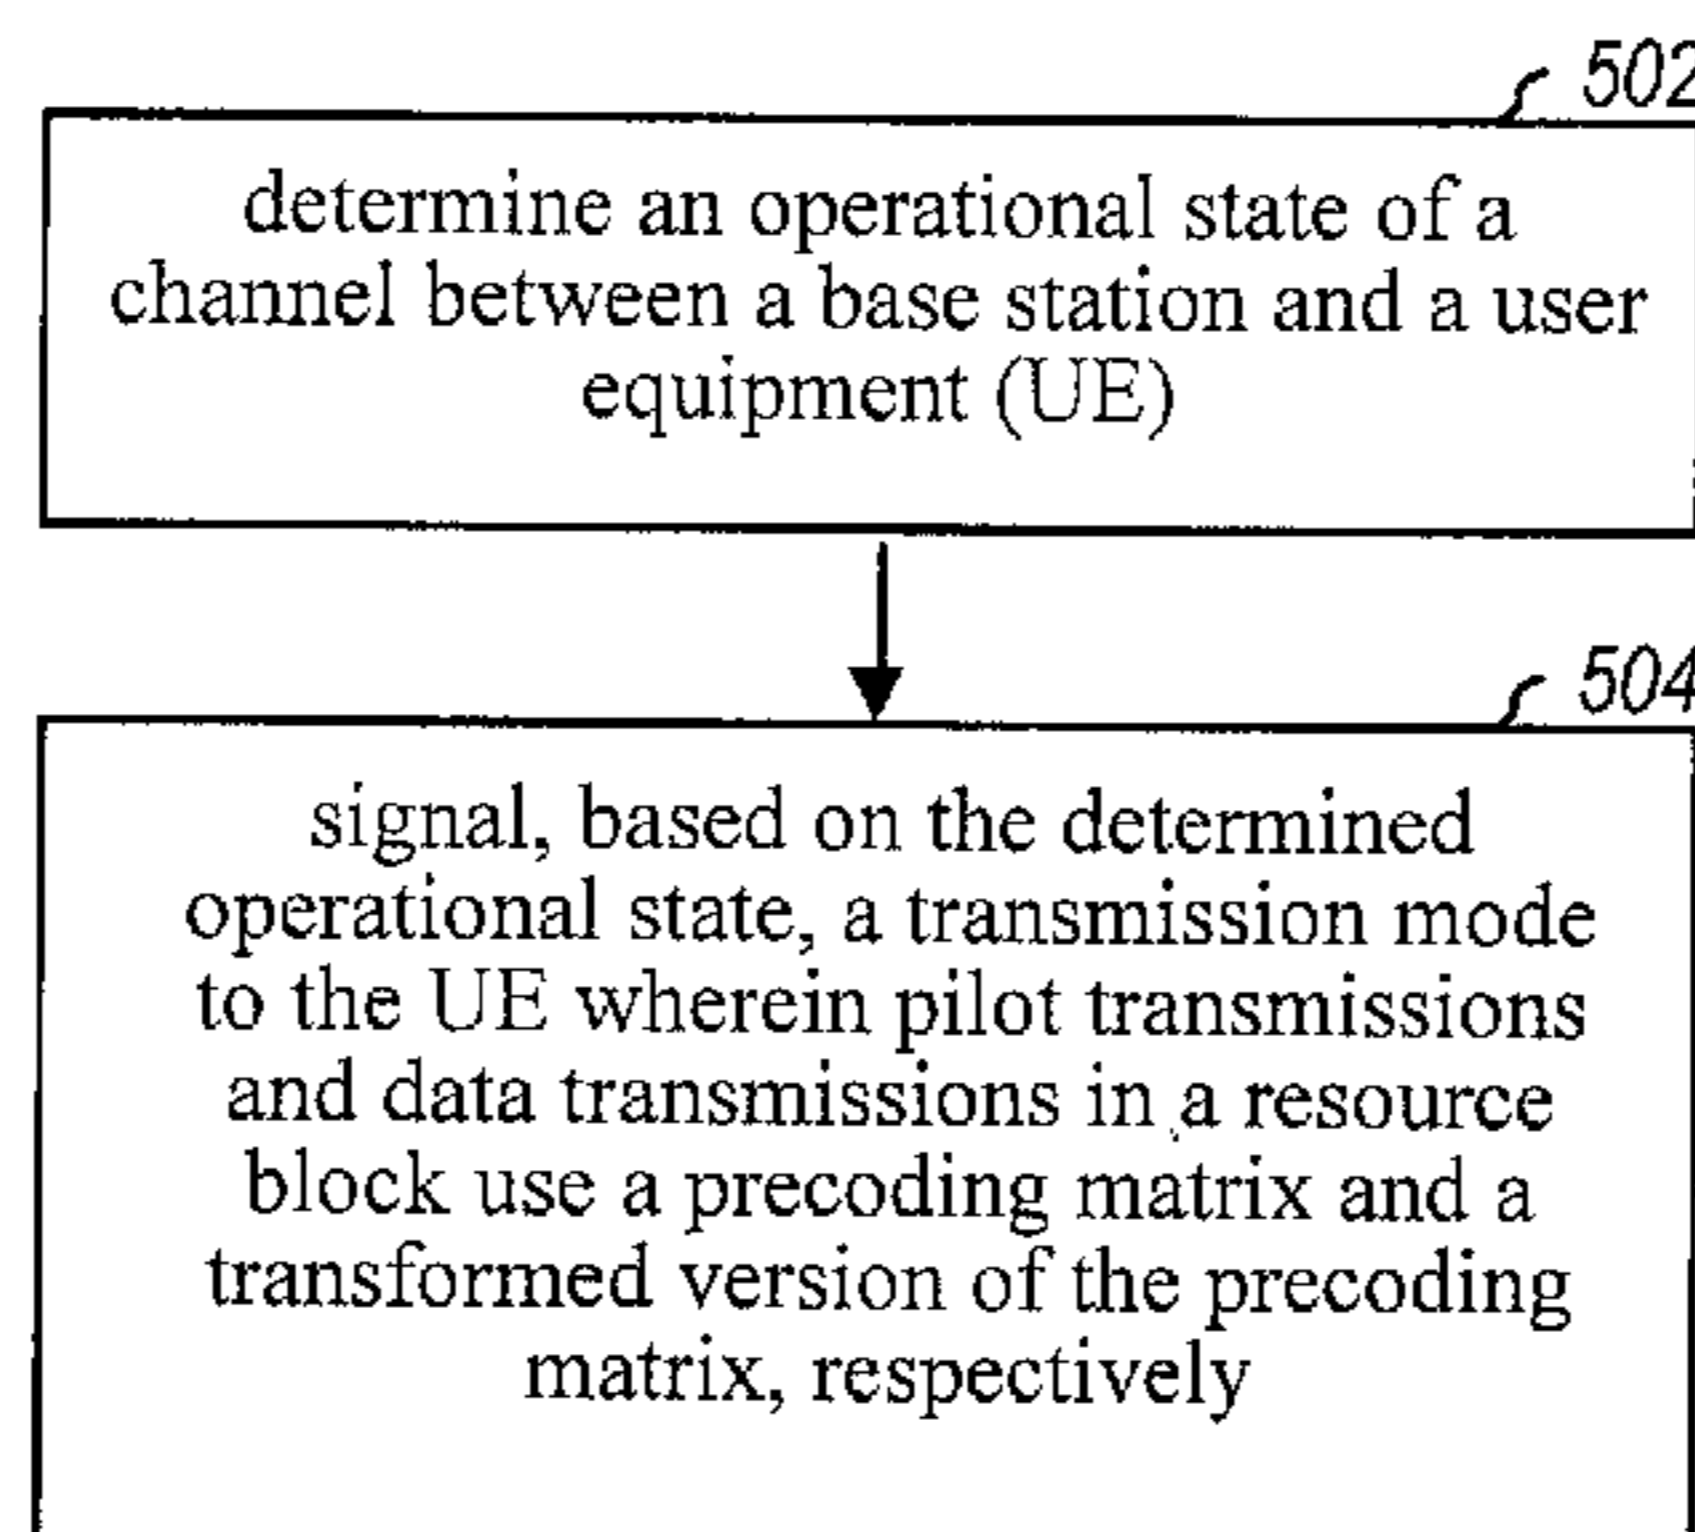 502
determine an operational state of a
channel between a base station and a user
equipment (UE)
504
signal, based on the determined
operational state, a transmission mode
to the UE wherein pilot transmissions
and data transmissions in a resource
block use a precoding matrix and a
transformed version of the precoding
matrix, respectively